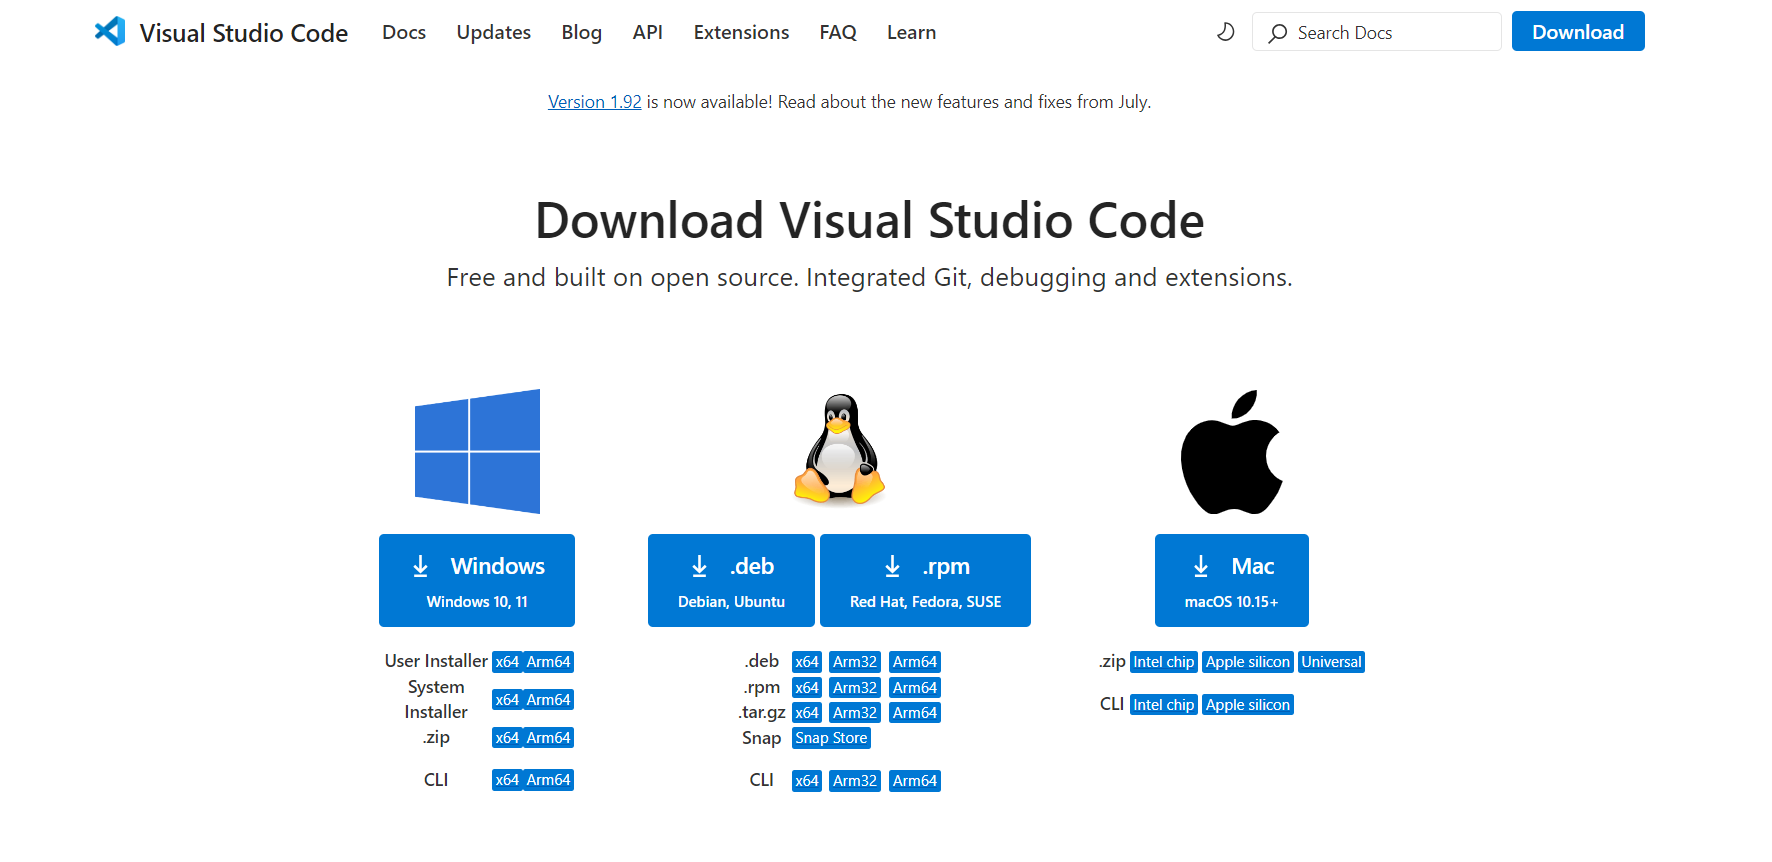 Visual Studio Code Docs Updates Blog API Extensions FAQ Learn Search Docs Download
Version 1.92 is now available! Read about the new features and fixes from July.
Download Visual Studio Code
Free and built on open source. Integrated Git, debugging and extensions.
Windows
Windows 10, 11
User Installer x64 Arm64
System Installer x64 Arm64
.zip x64 Arm64
CLI x64 Arm64
.deb
Debian, Ubuntu
.rpm
Red Hat, Fedora, SUSE
.deb x64 Arm32 Arm64
.rpm x64 Arm32 Arm64
.tar.gz x64 Arm32 Arm64
Snap Snap Store
CLI x64 Arm32 Arm64
Mac
macOS 10.15+
.zip Intel chip Apple silicon Universal
CLI Intel chip Apple silicon